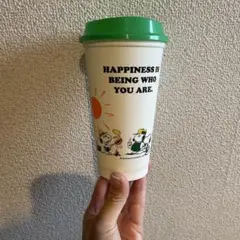 HAPPINESS IS
BEING WHO
YOU ARE.